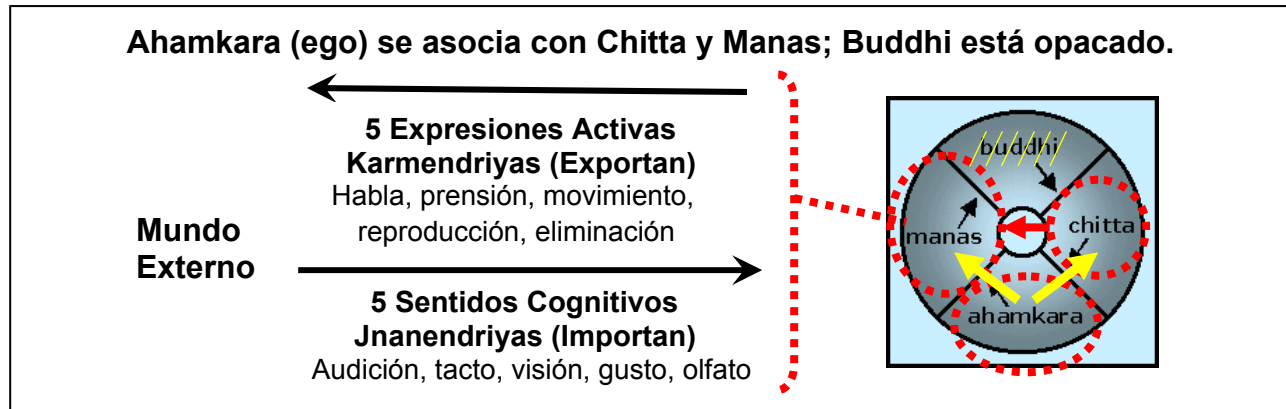 Ahamkara (ego) se asocia con Chitta y Manas; Buddhi está opacado.
5 Expresiones Activas
Karmendriyas (Exportan)
Habla, prensión, movimiento,
reproducción, eliminación
Mundo
Externo
5 Sentidos Cognitivos
Jnanendriyas (Importan)
Audición, tacto, visión, gusto, olfato
buddhi
manas
chitta
ahamkara